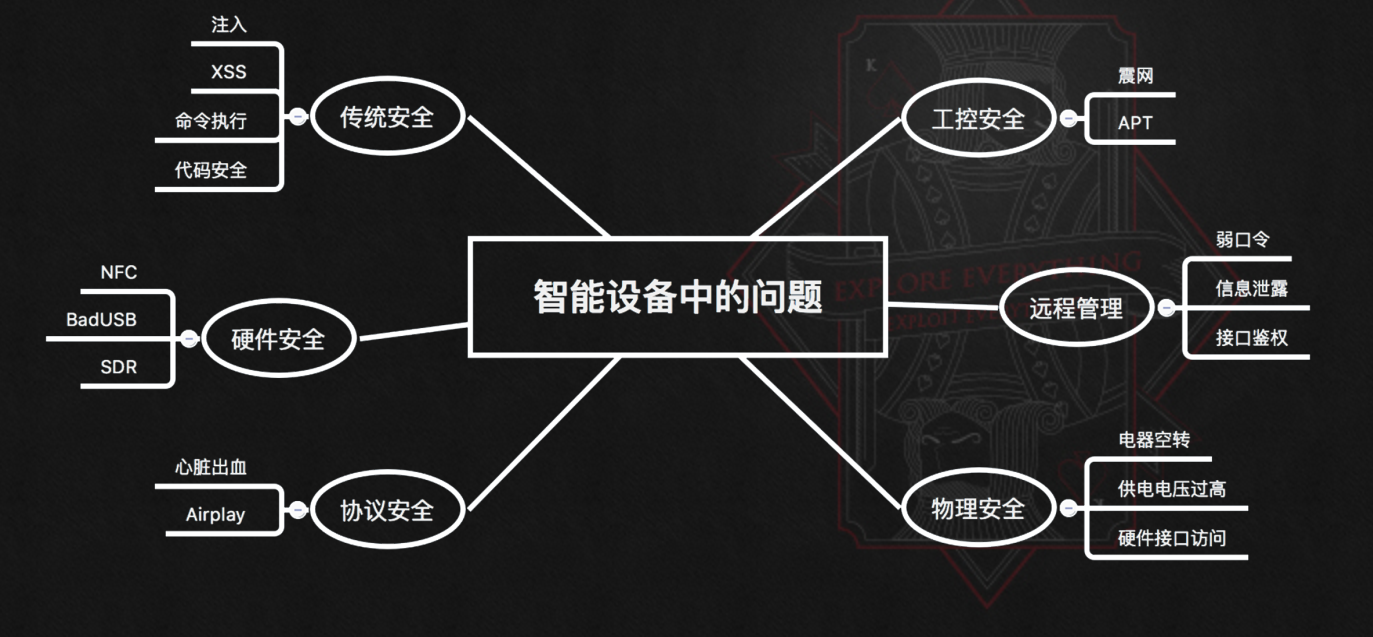 智能设备中的问题
传统安全
注入
XSS
命令执行
代码安全
硬件安全
NFC
BadUSB
SDR
协议安全
心脏出血
Airplay
工控安全
震网
APT
远程管理
弱口令
信息泄露
接口鉴权
物理安全
电器空转
供电电压过高
硬件接口访问
K
EXPLORE EVERYTHING
EXPLOIT
K